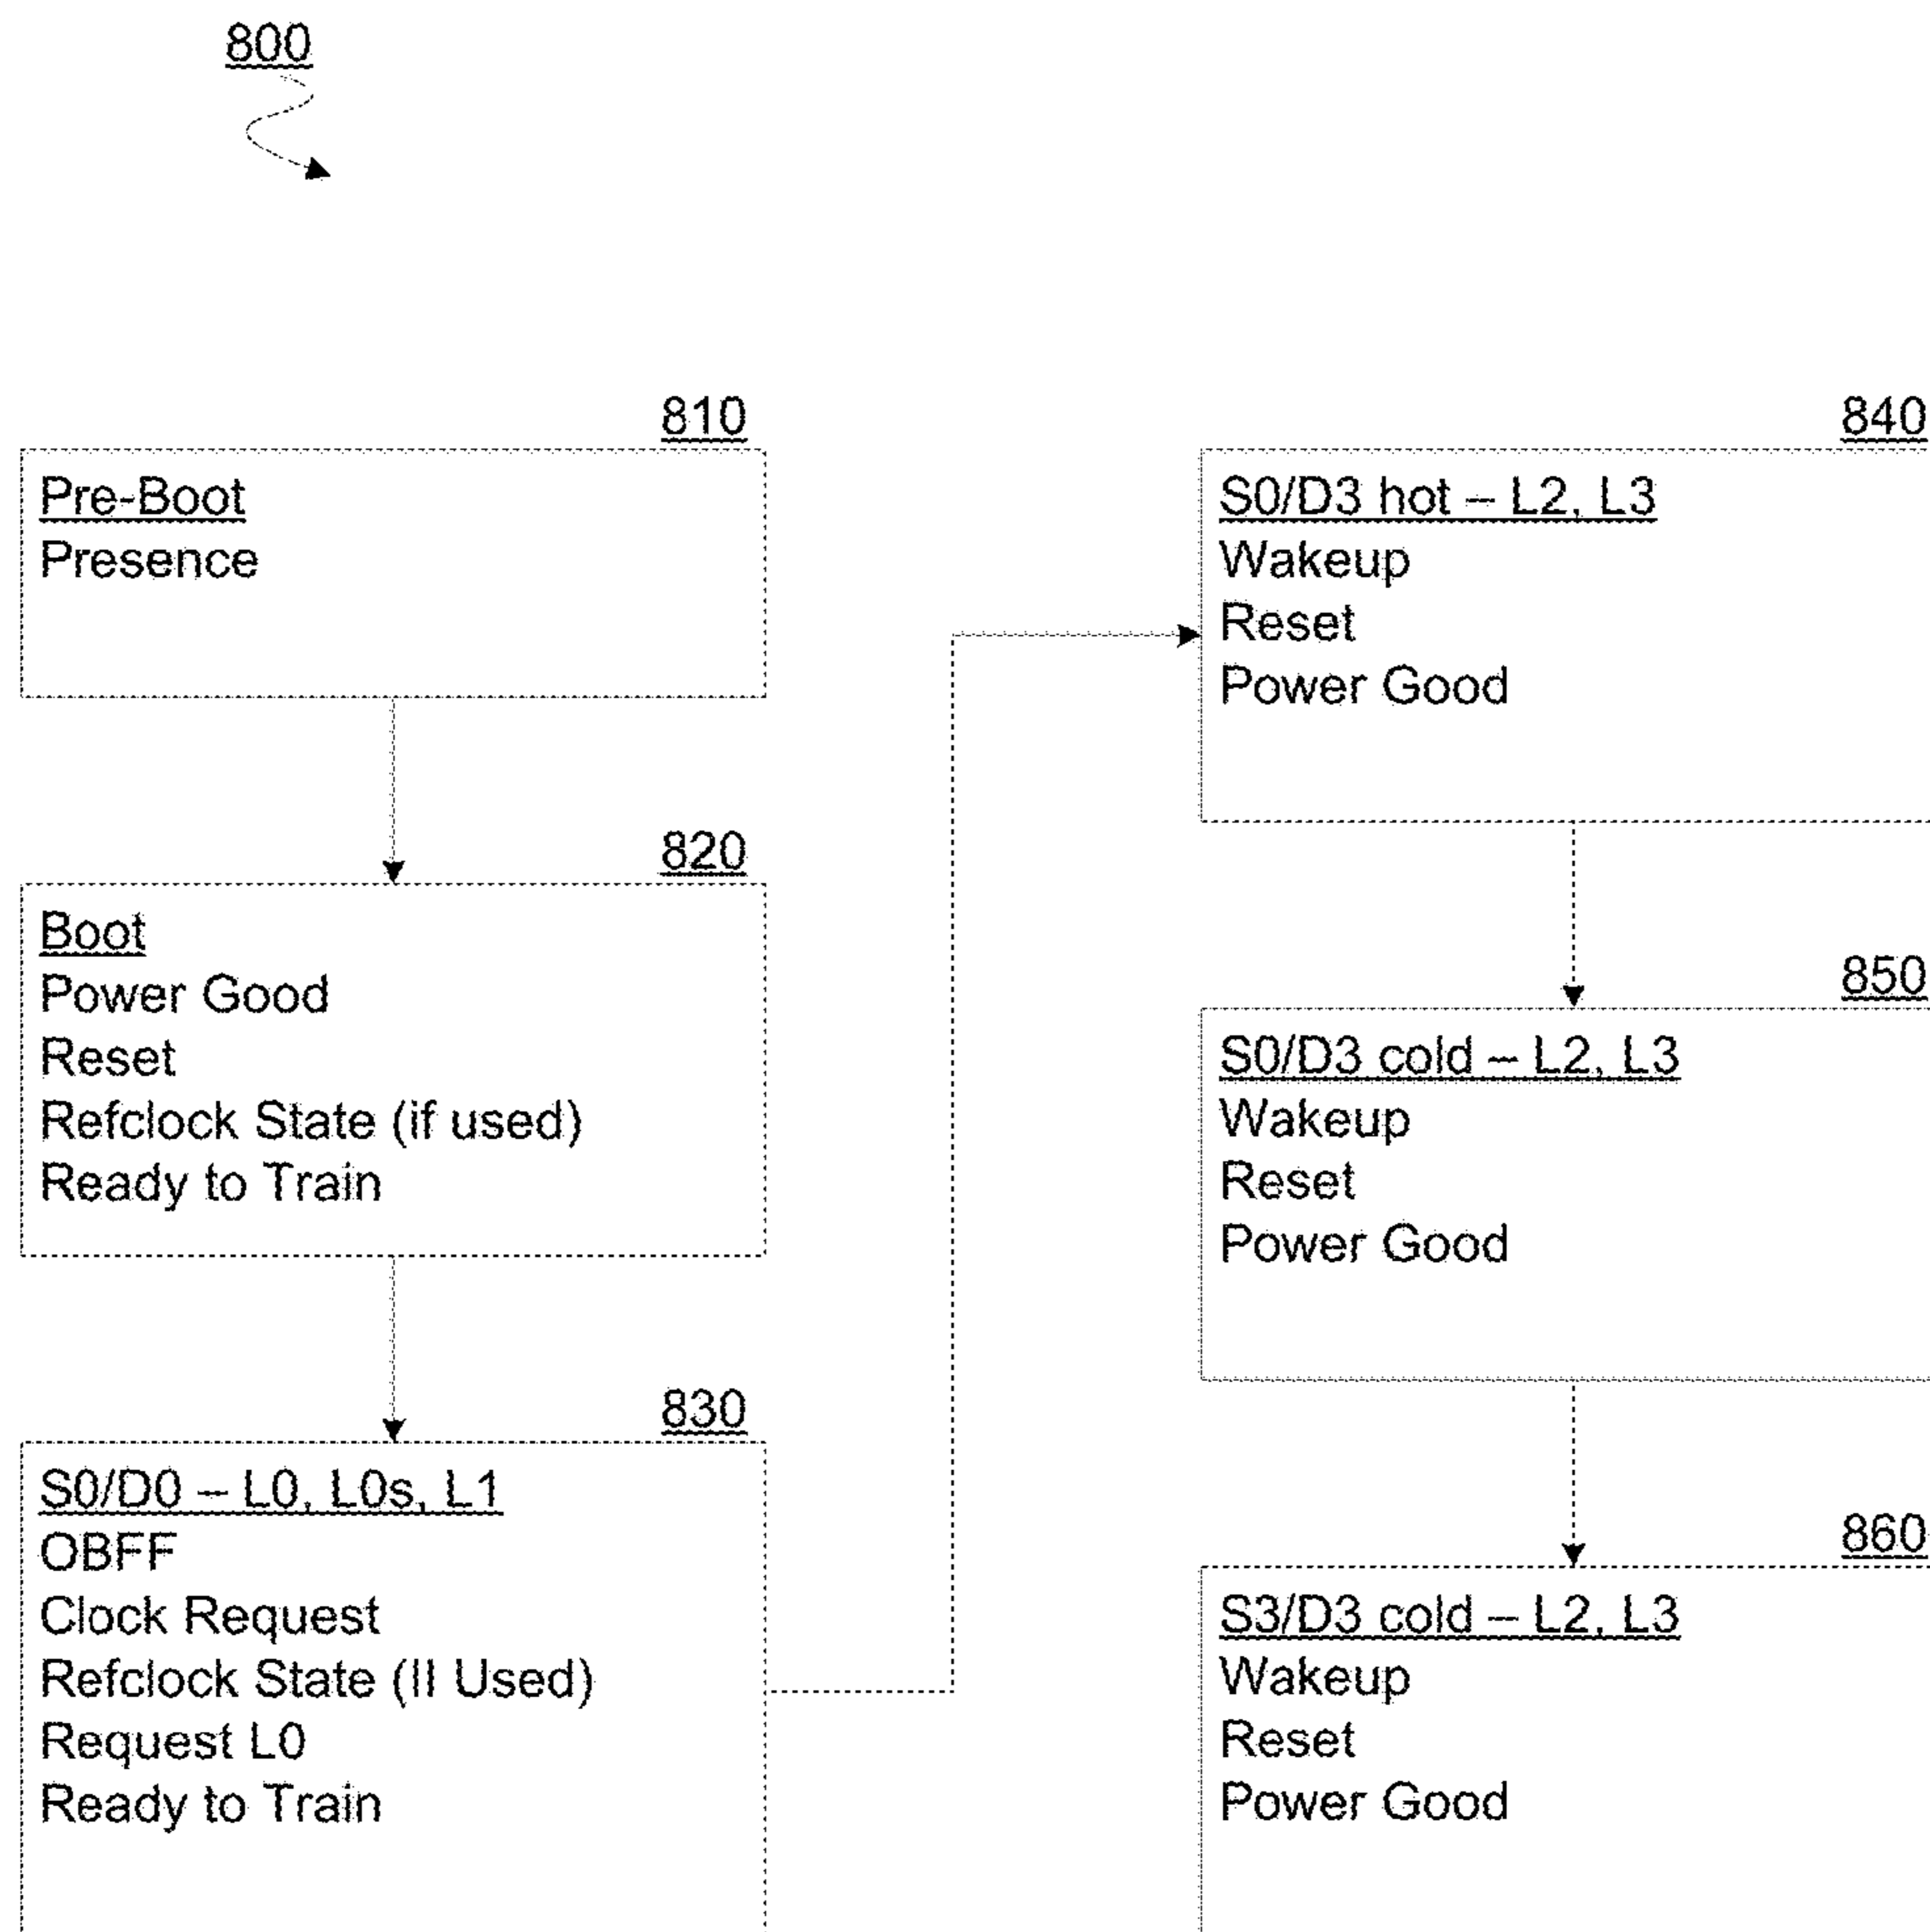 800
810
Pre-Boot
Presence
820
Boot
Power Good
Reset
Refclock State (if used)
Ready to Train
830
S0/D0 – L0, L0s, L1
OBFF
Clock Request
Refclock State (II Used)
Request L0
Ready to Train
840
S0/D3 hot – L2, L3
Wakeup
Reset
Power Good
850
S0/D3 cold – L2, L3
Wakeup
Reset
Power Good
860
S3/D3 cold – L2, L3
Wakeup
Reset
Power Good